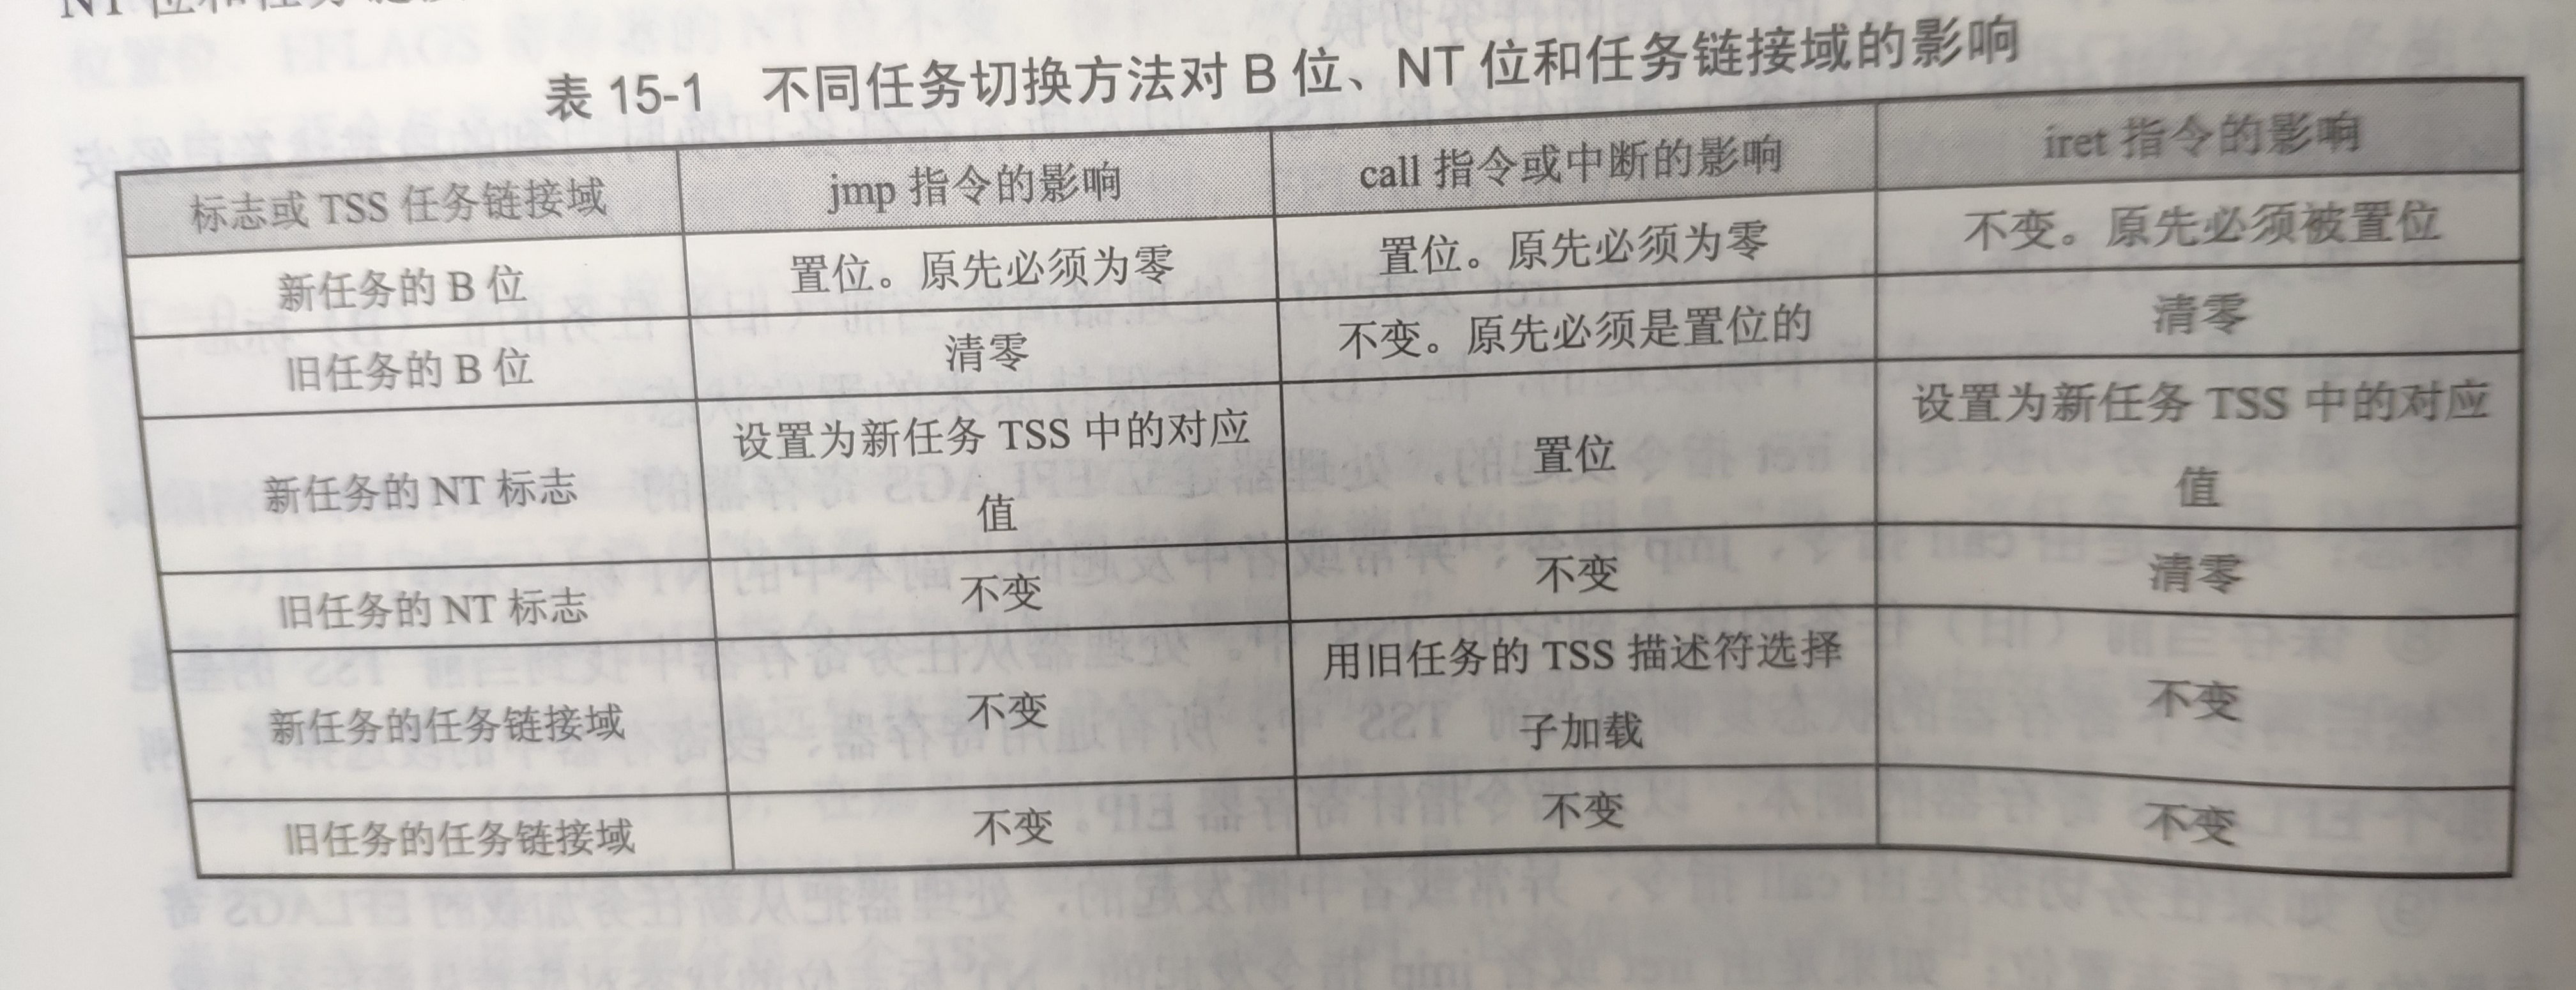 表 15-1 不同任务切换方法对 B 位、NT 位和任务链接域的影响
标志或 TSS 任务链接域 jmp 指令的影响 call 指令或中断的影响 iret 指令的影响
新任务的 B 位 置位。原先必须为零 置位。原先必须为零 不变。原先必须被置位
旧任务的 B 位 清零 不变。原先必须是置位的 清零
新任务的 NT 标志 设置为新任务 TSS 中的对应 置位 设置为新任务 TSS 中的对应
值 值
旧任务的 NT 标志 不变 不变 清零
新任务的任务链接域 不变 用旧任务的 TSS 描述符选择 不变
子加载
旧任务的任务链接域 不变 不变 不变